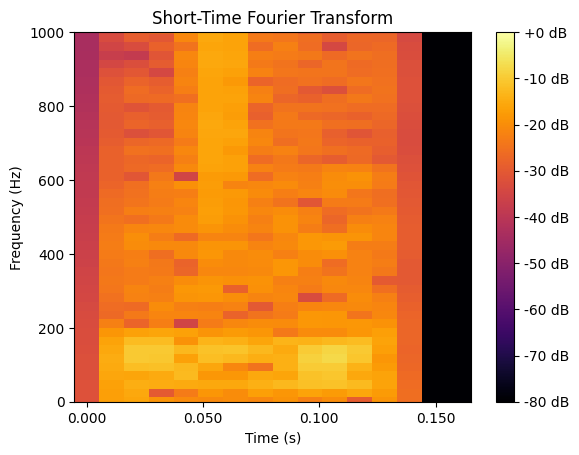 Short-Time Fourier Transform
1000
800
600
400
200
0
Frequency (Hz)
0.000
0.050
0.100
0.150
Time (s)
+0 dB
-10 dB
-20 dB
-30 dB
-40 dB
-50 dB
-60 dB
-70 dB
-80 dB